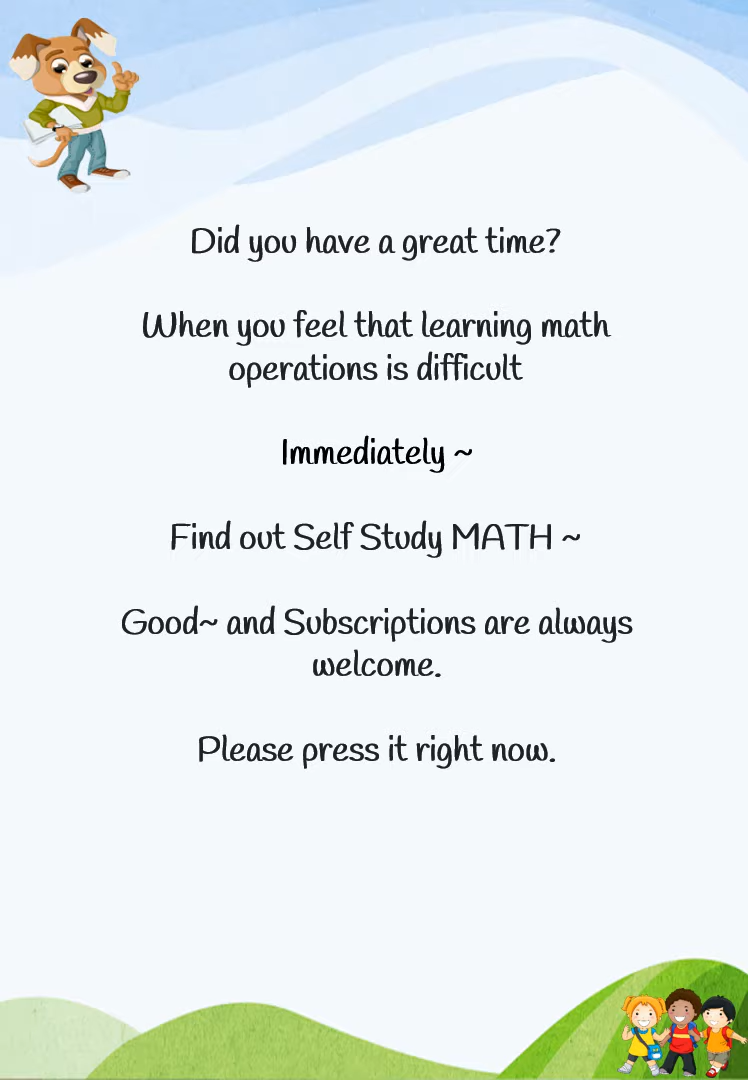 Did you have a great time?
When you feel that learning math
operations is difficult
Immediately ~
Find out Self Study MATH ~
Good~ and Subscriptions are always
welcome.
Please press it right now.